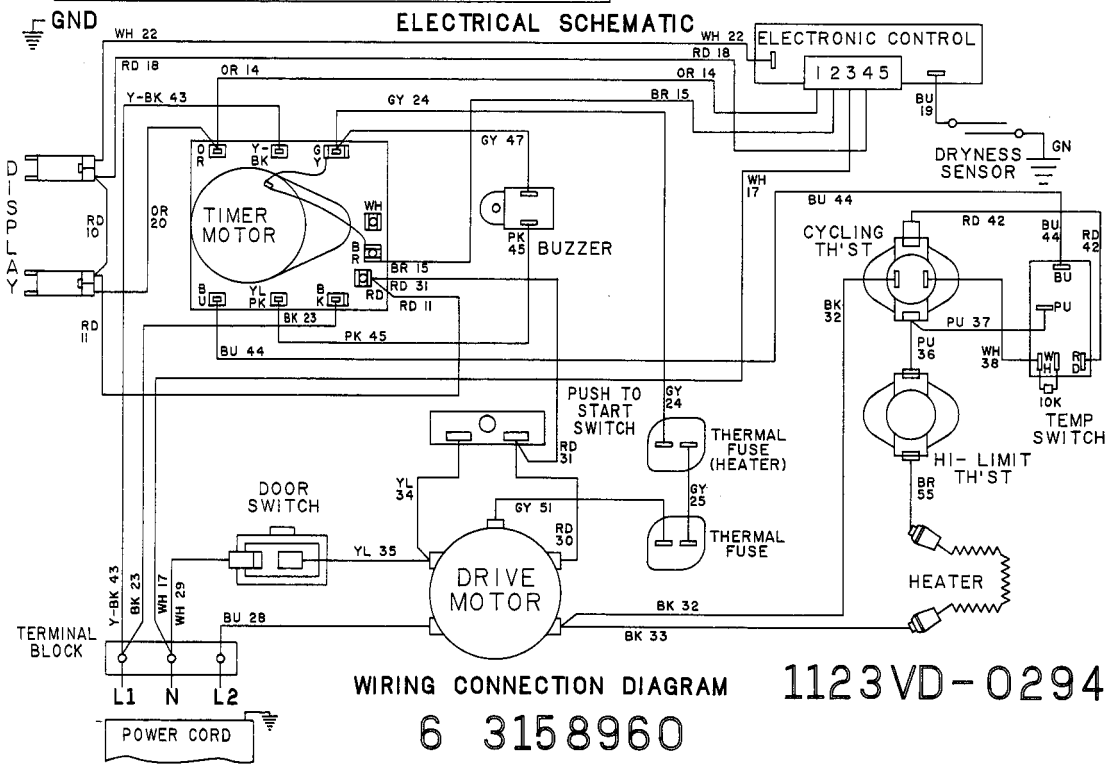 ELECTRICAL SCHEMATIC
GND
WH 22
RD 18
OR 14
Y-BK 43
GY 24
WH 22
RD 18
OR 14
BR 15
ELECTRONIC CONTROL
1 2 3 4 5
BU 19
GN
DRYNESS SENSOR
DISPLAY
RD 10
OR 20
RD 11
OR
Y-BK
GY
GY 47
TIMER MOTOR
WH
BR
RD
BU
YL PK
BK
BK 23
PK 45
BUZZER
BR 15
RD 31
RD 11
PK 45
BU 44
WH 17
BU 44
CYCLING TH'ST
RD 42
BU 44
RD 42
BU
PU
PU 37
BK 32
PU 36
WH 38
WH
RD
10K
TEMP SWITCH
HI-LIMIT TH'ST
BR 55
HEATER
PUSH TO START SWITCH
GY 24
THERMAL FUSE (HEATER)
GY 25
THERMAL FUSE
RD 31
YL 34
GY 51
RD 30
DOOR SWITCH
YL 35
DRIVE MOTOR
BK 32
BK 33
BU 28
Y-BK 43
BK 23
WH 17
WH 29
TERMINAL BLOCK
L1 N L2
POWER CORD
WIRING CONNECTION DIAGRAM
6 3158960
1123VD-0294